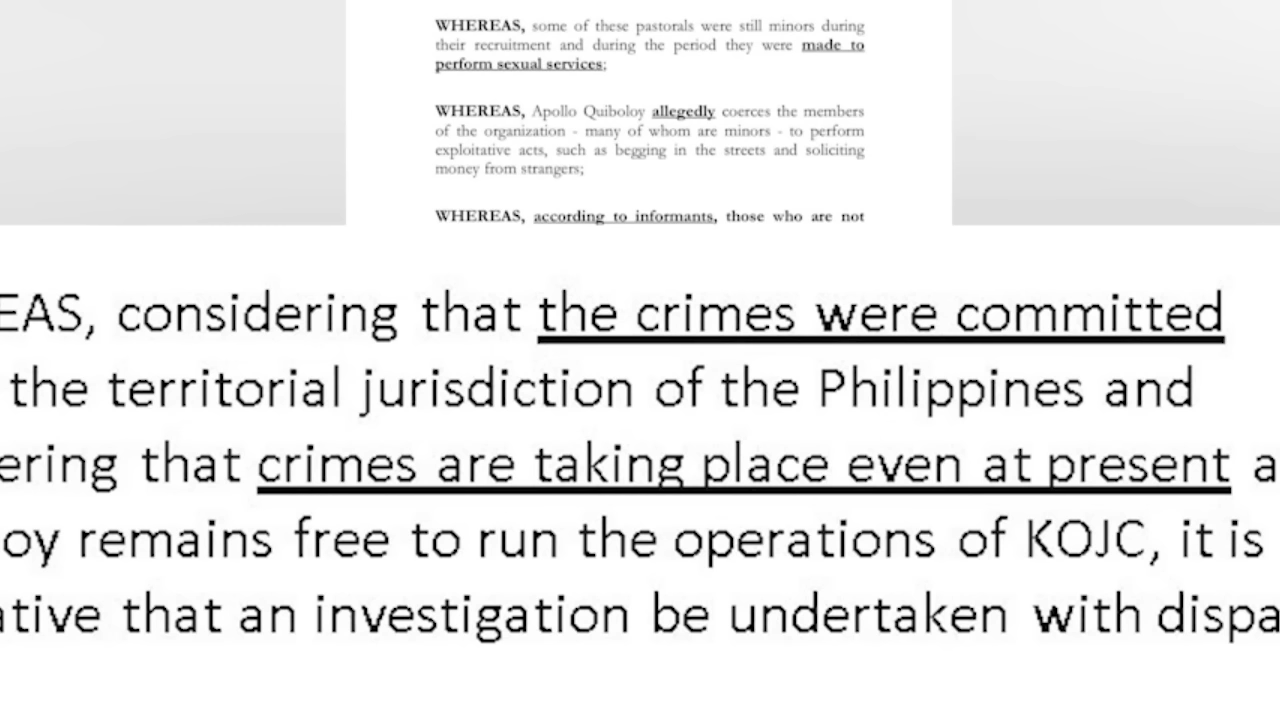 WHEREAS, some of these pastorals were still minors during
their recruitment and during the period they were made to
perform sexual services;
WHEREAS, Apollo Quiboloy allegedly coerces the members
of the organization - many of whom are minors - to perform
exploitative acts, such as begging in the streets and soliciting
money from strangers;
WHEREAS, according to informants, those who are not
EAS, considering that the crimes were committed
the territorial jurisdiction of the Philippines and
ering that crimes are taking place even at present a
oy remains free to run the operations of KOJC, it is
ative that an investigation be undertaken with dispa